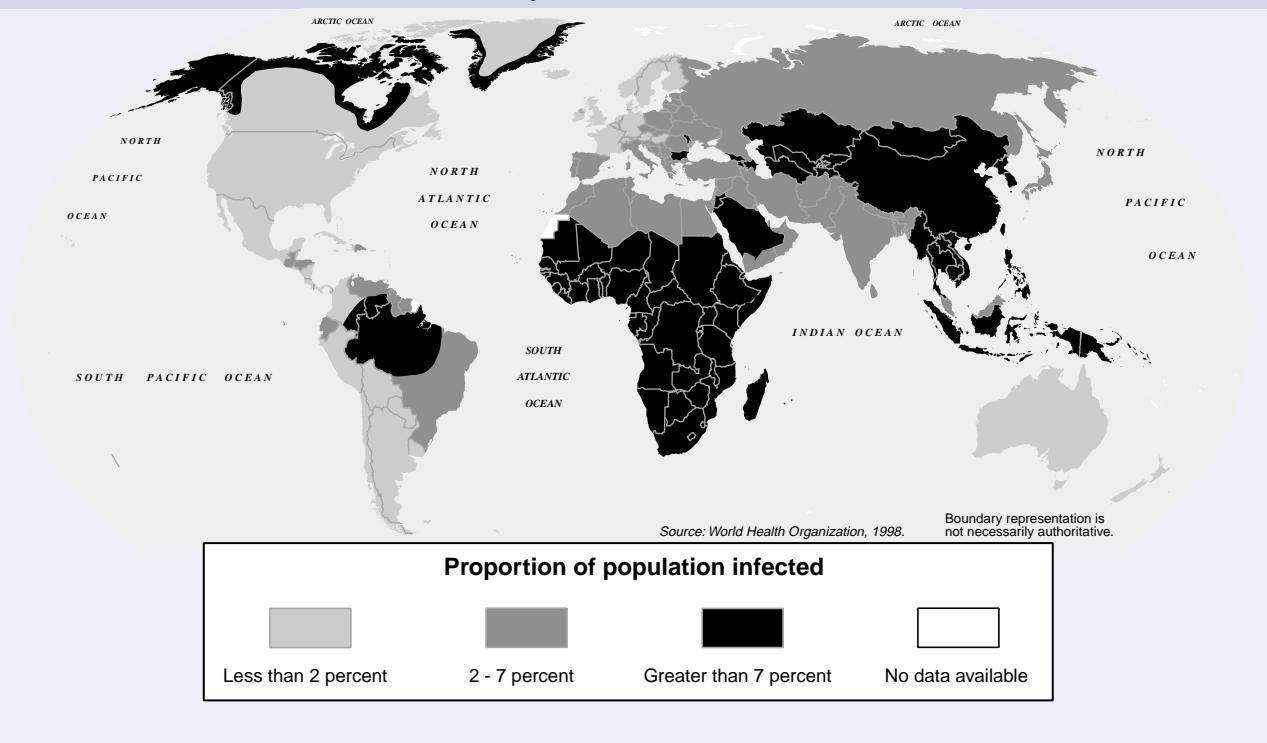 ARCTIC OCEAN
ARCTIC OCEAN
NORTH
PACIFIC
OCEAN
NORTH
ATLANTIC
OCEAN
NORTH
PACIFIC
OCEAN
INDIAN OCEAN
SOUTH PACIFIC OCEAN
SOUTH
ATLANTIC
OCEAN
Source: World Health Organization, 1998.
Boundary representation is
not necessarily authoritative.
Proportion of population infected
Less than 2 percent
2 - 7 percent
Greater than 7 percent
No data available